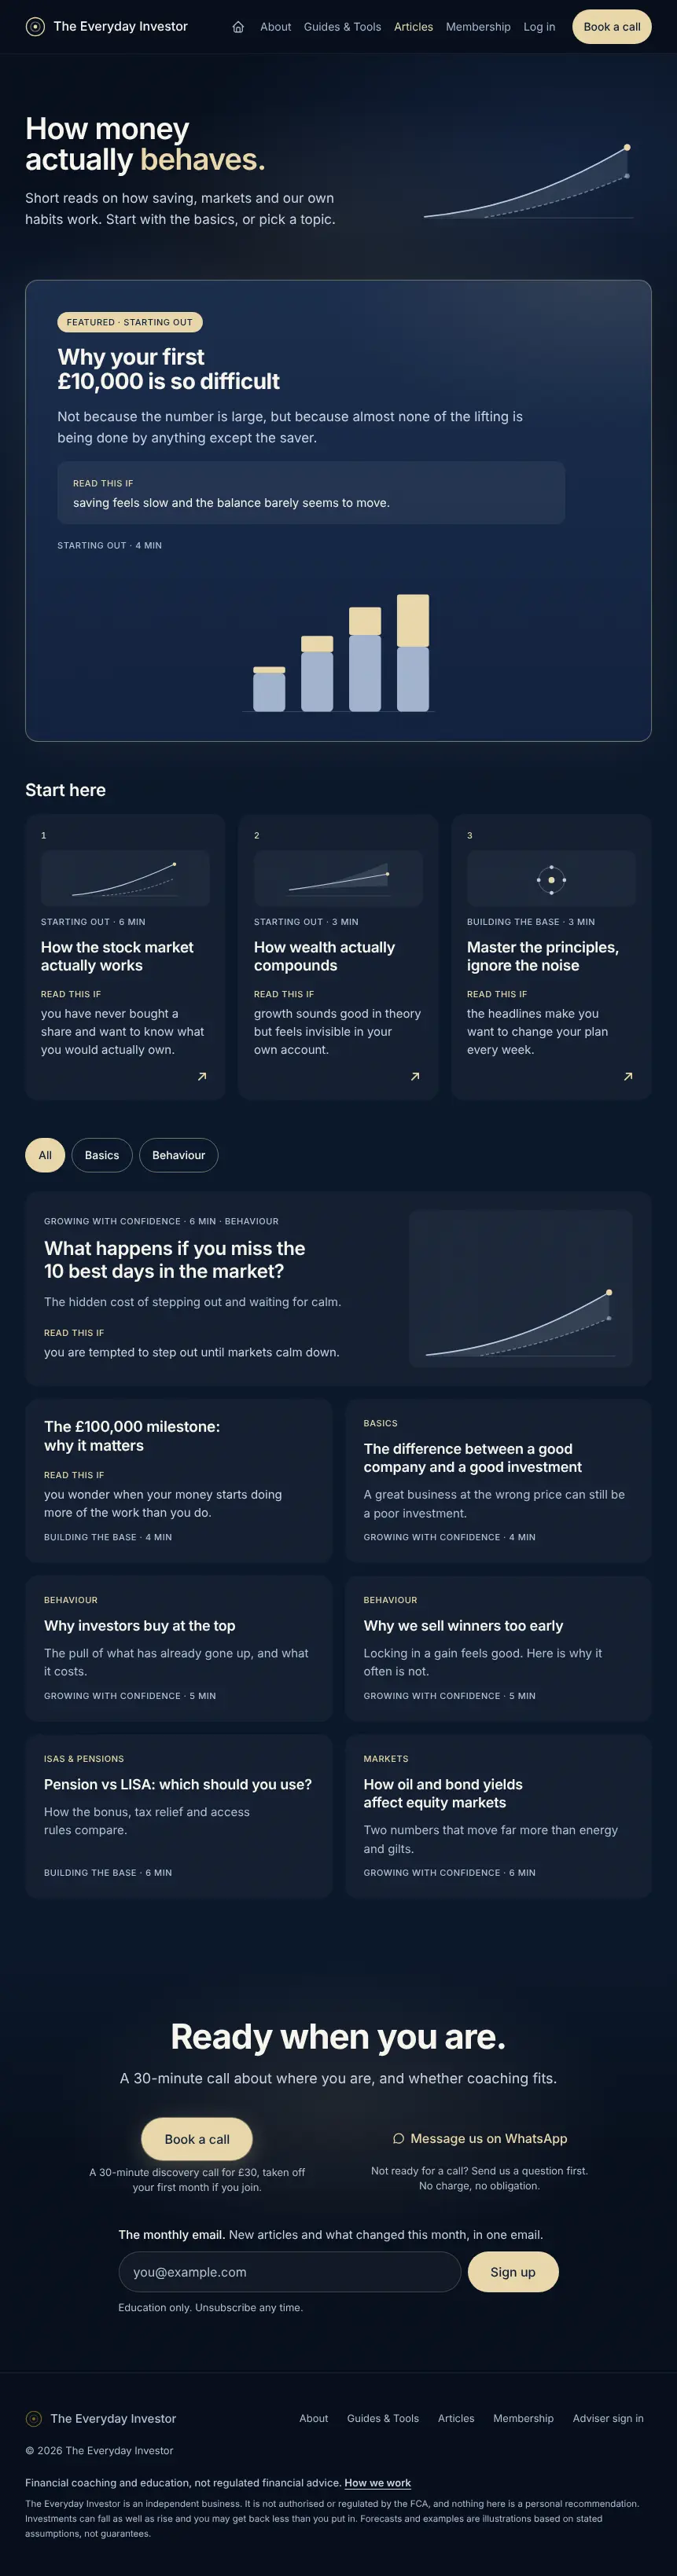 The Everyday Investor
About
Guides & Tools
Articles
Membership
Log in
Book a call
How money
actually behaves.
Short reads on how saving, markets and our own
habits work. Start with the basics, or pick a topic.
FEATURED · STARTING OUT
Why your first
£10,000 is so difficult
Not because the number is large, but because almost none of the lifting is
being done by anything except the saver.
READ THIS IF
saving feels slow and the balance barely seems to move.
STARTING OUT · 4 MIN
Start here
1
STARTING OUT · 6 MIN
How the stock market
actually works
READ THIS IF
you have never bought a
share and want to know what
you would actually own.
2
STARTING OUT · 3 MIN
How wealth actually
compounds
READ THIS IF
growth sounds good in theory
but feels invisible in your
own account.
3
BUILDING THE BASE · 3 MIN
Master the principles,
ignore the noise
READ THIS IF
the headlines make you
want to change your plan
every week.
All
Basics
Behaviour
GROWING WITH CONFIDENCE · 6 MIN · BEHAVIOUR
What happens if you miss the
10 best days in the market?
The hidden cost of stepping out and waiting for calm.
READ THIS IF
you are tempted to step out until markets calm down.
The £100,000 milestone:
why it matters
READ THIS IF
you wonder when your money starts doing
more of the work than you do.
BUILDING THE BASE · 4 MIN
BASICS
The difference between a good
company and a good investment
A great business at the wrong price can still be
a poor investment.
GROWING WITH CONFIDENCE · 4 MIN
BEHAVIOUR
Why investors buy at the top
The pull of what has already gone up, and what
it costs.
GROWING WITH CONFIDENCE · 5 MIN
BEHAVIOUR
Why we sell winners too early
Locking in a gain feels good. Here is why it
often is not.
GROWING WITH CONFIDENCE · 5 MIN
ISAS & PENSIONS
Pension vs LISA: which should you use?
How the bonus, tax relief and access
rules compare.
BUILDING THE BASE · 6 MIN
MARKETS
How oil and bond yields
affect equity markets
Two numbers that move far more than energy
and gilts.
GROWING WITH CONFIDENCE · 6 MIN
Ready when you are.
A 30-minute call about where you are, and whether coaching fits.
Book a call
A 30-minute discovery call for £30, taken off
your first month if you join.
Message us on WhatsApp
Not ready for a call? Send us a question first.
No charge, no obligation.
The monthly email. New articles and what changed this month, in one email.
you@example.com
Sign up
Education only. Unsubscribe any time.
The Everyday Investor
About
Guides & Tools
Articles
Membership
Adviser sign in
© 2026 The Everyday Investor
Financial coaching and education, not regulated financial advice. How we work
The Everyday Investor is an independent business. It is not authorised or regulated by the FCA, and nothing here is a personal recommendation.
Investments can fall as well as rise and you may get back less than you put in. Forecasts and examples are illustrations based on stated
assumptions, not guarantees.